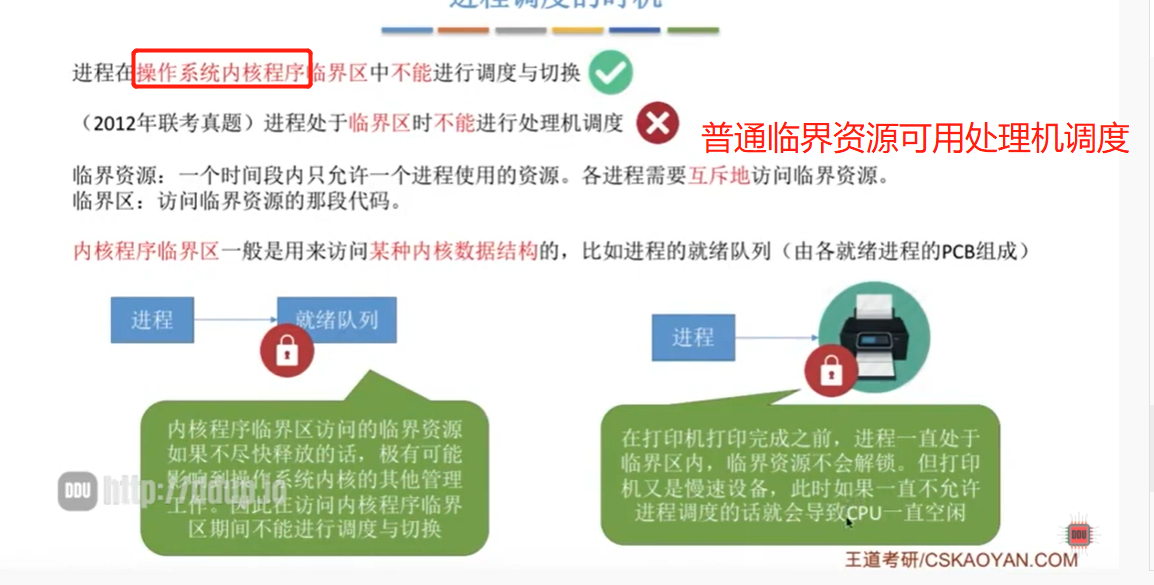 进程调度的时机
进程在操作系统内核程序临界区中不能进行调度与切换
（2012年联考真题）进程处于临界区时不能进行处理机调度
普通临界资源可用处理机调度
临界资源：一个时间段内只允许一个进程使用的资源。各进程需要互斥地访问临界资源。
临界区：访问临界资源的那段代码。
内核程序临界区一般是用来访问某种内核数据结构的，比如进程的就绪队列（由各就绪进程的PCB组成）
进程
就绪队列
进程
内核程序临界区访问的临界资源
如果不尽快释放的话，极有可能
影响到操作系统内核的其他管理
工作。因此在访问内核程序临界
区期间不能进行调度与切换
在打印机打印完成之前，进程一直处于
临界区内，临界资源不会解锁。但打印
机又是慢速设备，此时如果一直不允许
进程调度的话就会导致CPU一直空闲
DDU
DDU
王道考研/CSKAOYAN.COM